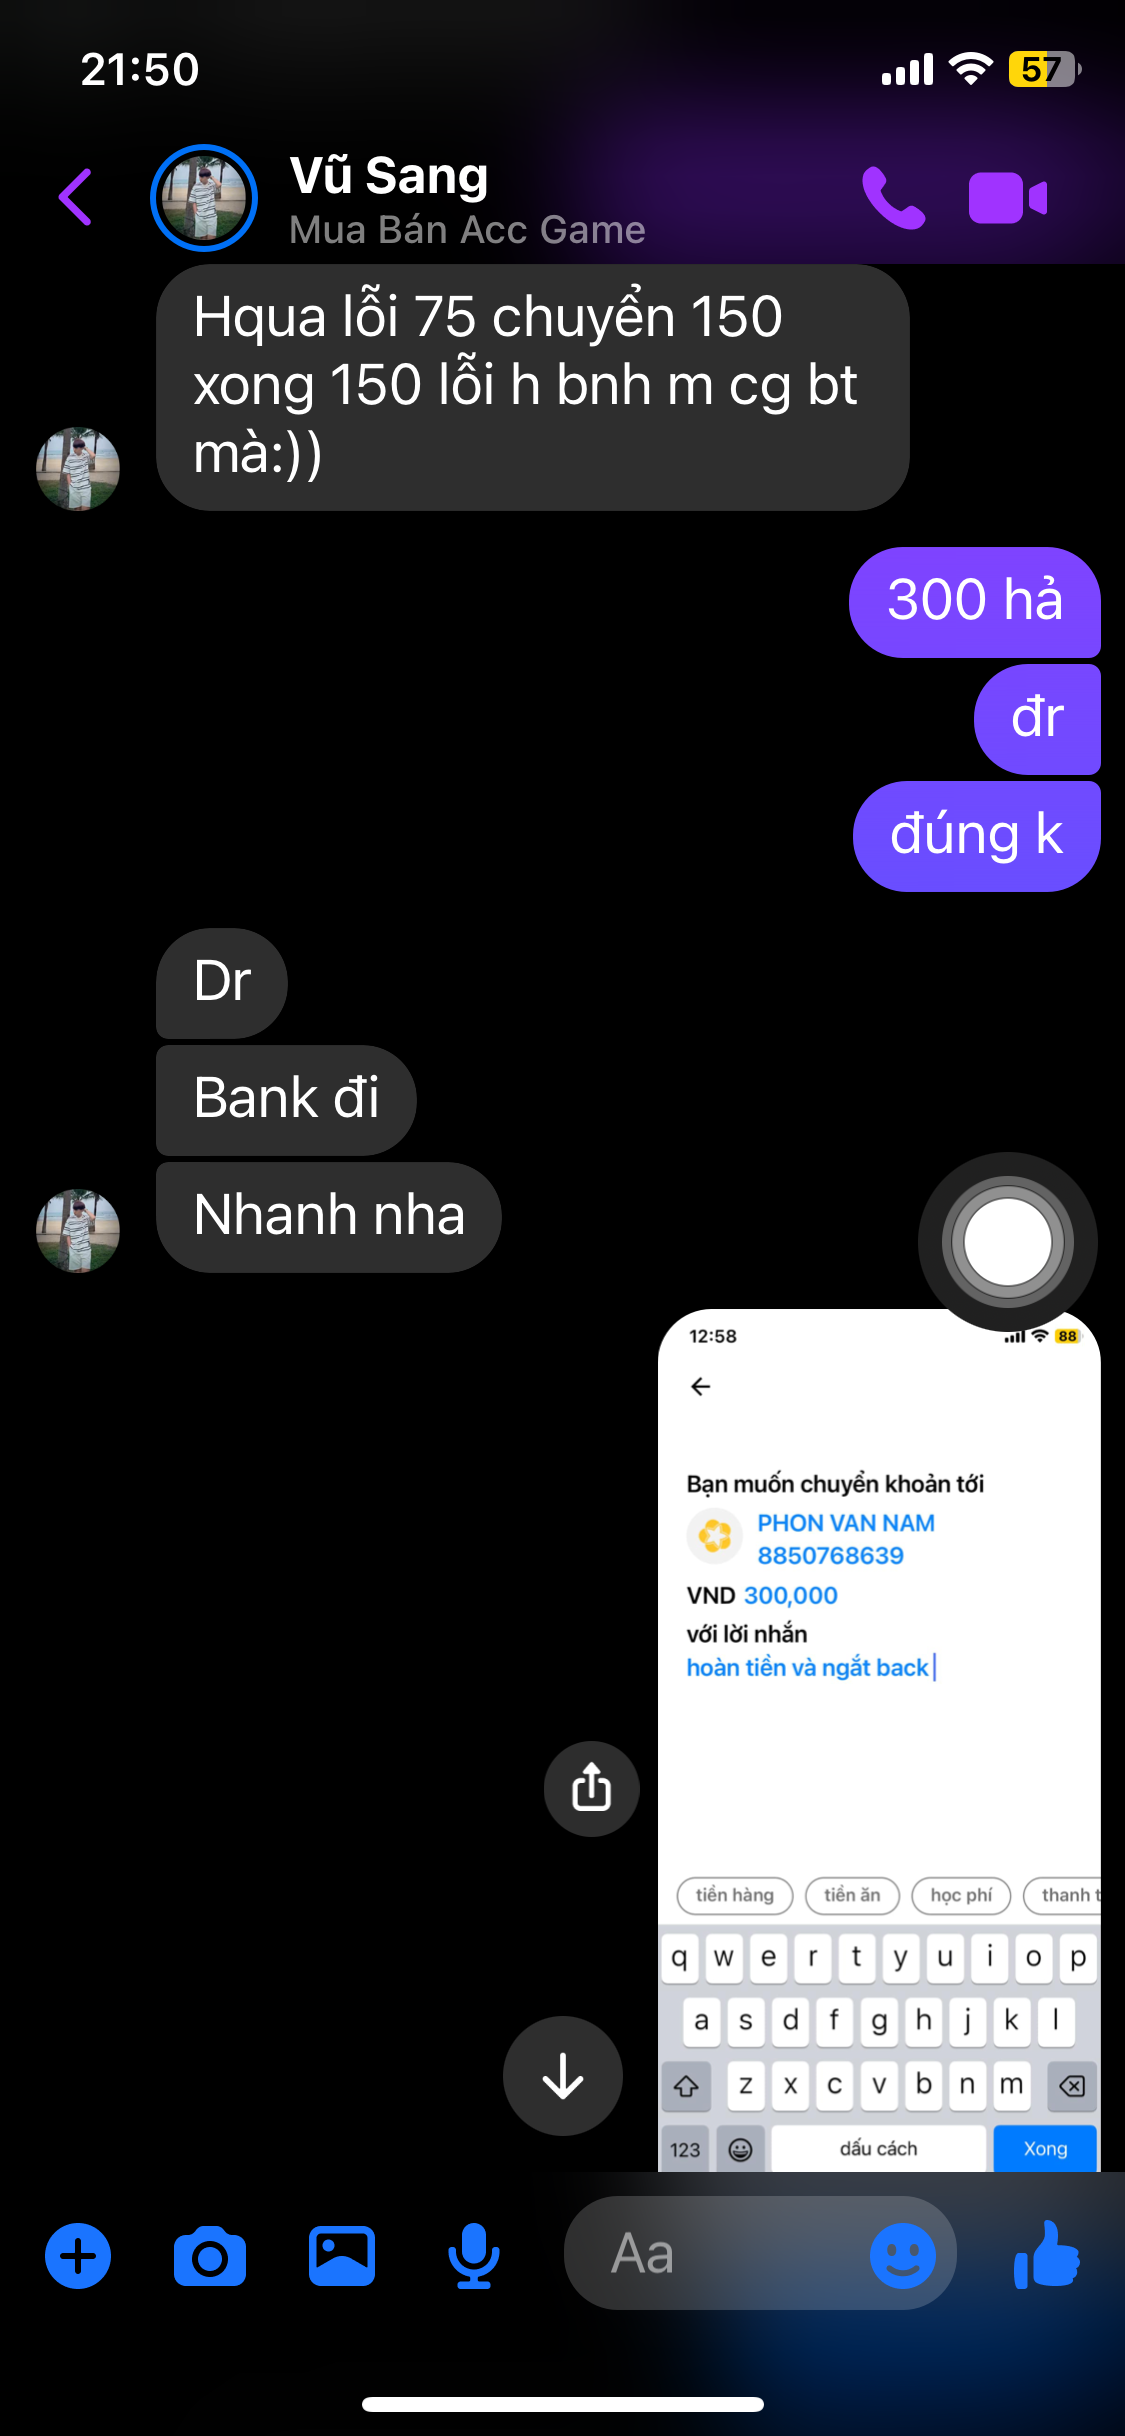 21:50
57
Vũ Sang
Mua Bán Acc Game
Hqua lỗi 75 chuyển 150
xong 150 lỗi h bnh m cg bt
mà:))
300 hả
đr
đúng k
Dr
Bank đi
Nhanh nha
12:58
88
Bạn muốn chuyển khoản tới
PHON VAN NAM
8850768639
VND 300,000
với lời nhắn
hoàn tiền và ngắt back
tiền hàng tiền ăn học phí thanh t
q w e r t y u i o p
a s d f g h j k l
z x c v b n m
123 dấu cách Xong
Aa